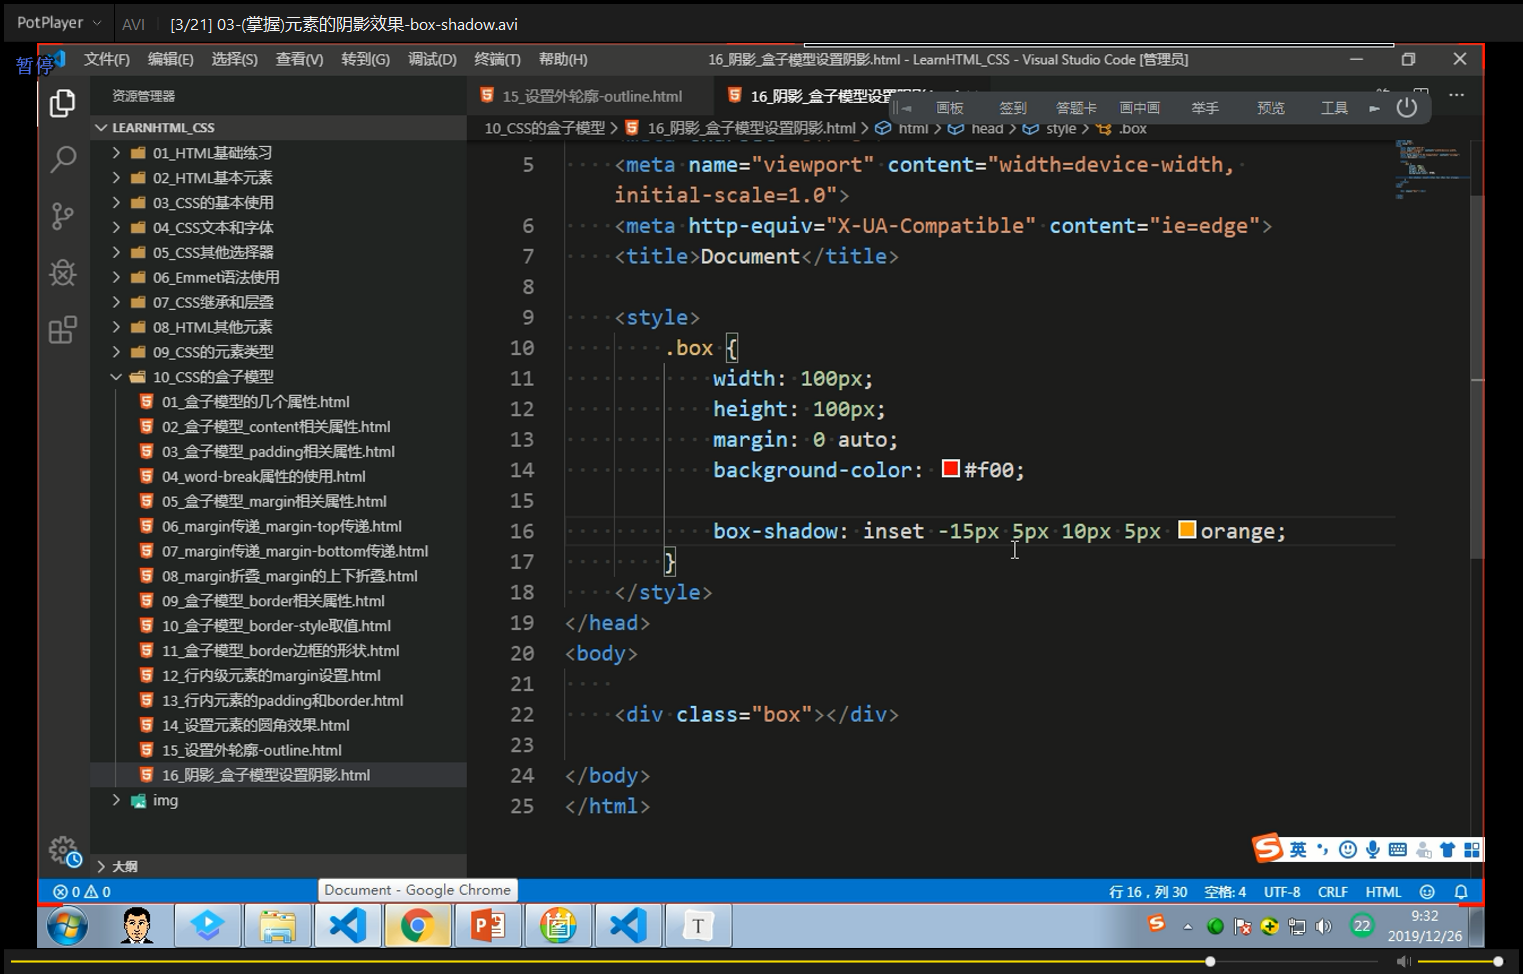 PotPlayer
AVI
[3/21] 03-(掌握)元素的阴影效果-box-shadow.avi
暂停
文件(F) 编辑(E) 选择(S) 查看(V) 转到(G) 调试(D) 终端(T) 帮助(H)
16_阴影_盒子模型设置阴影.html - LearnHTML_CSS - Visual Studio Code [管理员]
资源管理器
15_设置外轮廓-outline.html
16_阴影_盒子模型设置
画板 签到 答题卡 画中画 举手 预览 工具
10_CSS的盒子模型 > 16_阴影_盒子模型设置阴影.html > html > head > style > .box
LEARNHTML_CSS
01_HTML基础练习
02_HTML基本元素
03_CSS的基本使用
04_CSS文本和字体
05_CSS其他选择器
06_Emmet语法使用
07_CSS继承和层叠
08_HTML其他元素
09_CSS的元素类型
10_CSS的盒子模型
01_盒子模型的几个属性.html
02_盒子模型_content相关属性.html
03_盒子模型_padding相关属性.html
04_word-break属性的使用.html
05_盒子模型_margin相关属性.html
06_margin传递_margin-top传递.html
07_margin传递_margin-bottom传递.html
08_margin折叠_margin的上下折叠.html
09_盒子模型_border相关属性.html
10_盒子模型_border-style取值.html
11_盒子模型_border边框的形状.html
12_行内级元素的margin设置.html
13_行内元素的padding和border.html
14_设置元素的圆角效果.html
15_设置外轮廓-outline.html
16_阴影_盒子模型设置阴影.html
img
大纲
5 <meta name="viewport" content="width=device-width,
initial-scale=1.0">
6 <meta http-equiv="X-UA-Compatible" content="ie=edge">
7 <title>Document</title>
8
9 <style>
10 .box {
11 width: 100px;
12 height: 100px;
13 margin: 0 auto;
14 background-color: #f00;
15
16 box-shadow: inset -15px 5px 10px 5px orange;
17 }
18 </style>
19 </head>
20 <body>
21
22 <div class="box"></div>
23
24 </body>
25 </html>
英
0 0
Document - Google Chrome
行 16，列 30 空格: 4 UTF-8 CRLF HTML
T
22
9:32
2019/12/26